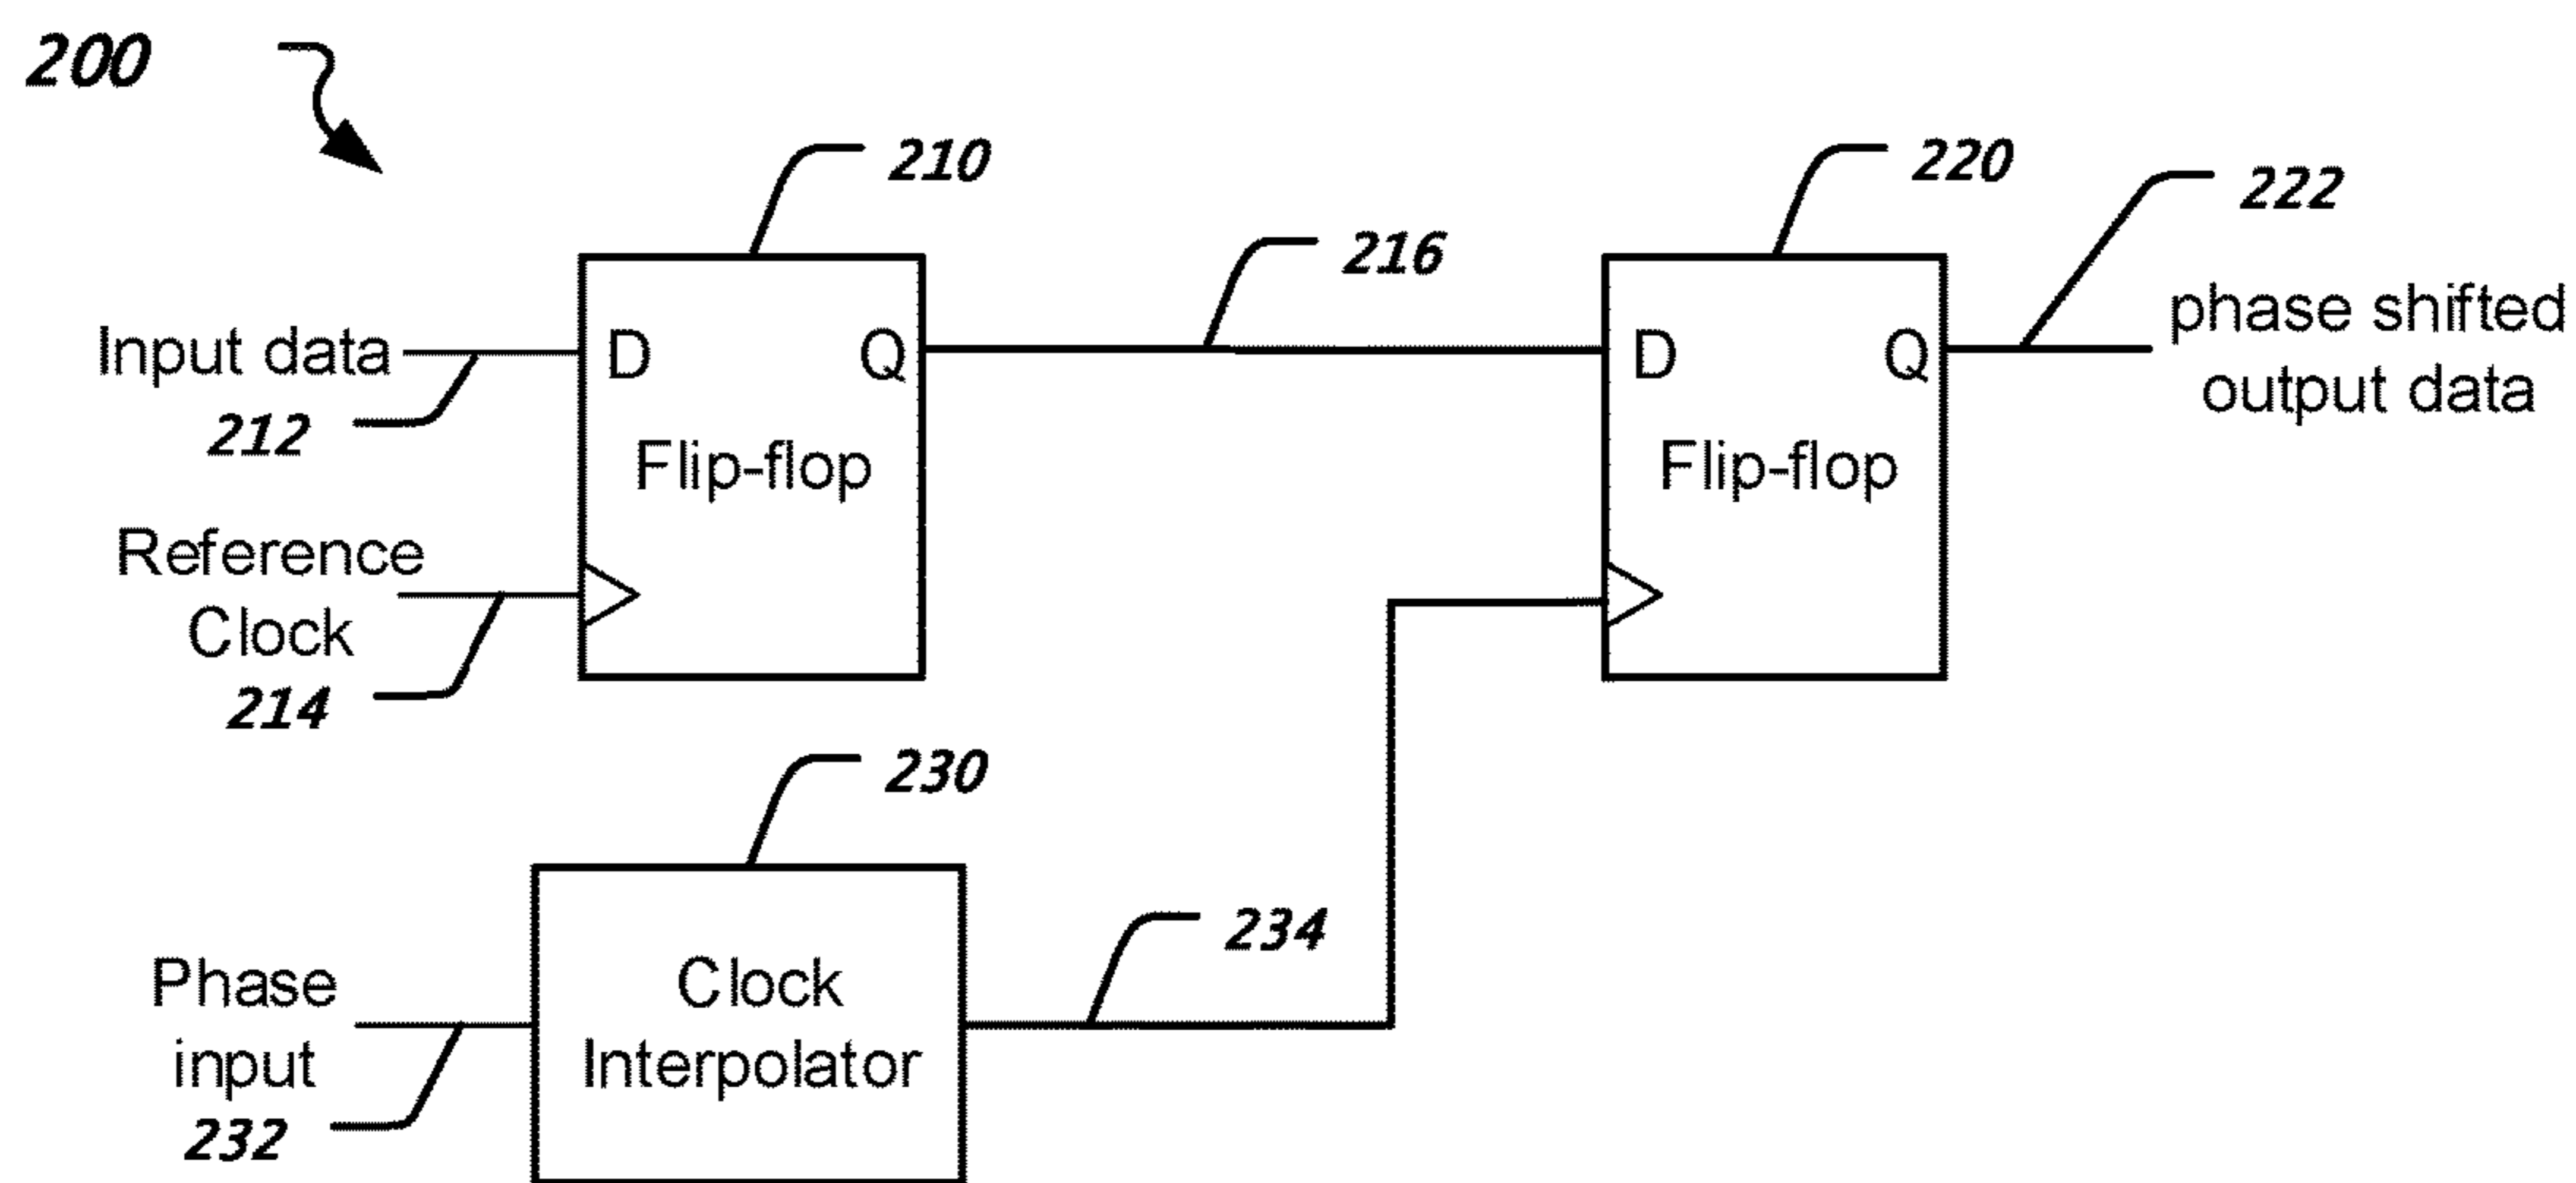 200
210
220
222
216
phase shifted
output data
Input data
212
D
Q
Flip-flop
D
Q
Flip-flop
Reference
Clock
214
230
234
Phase
input
232
Clock
Interpolator